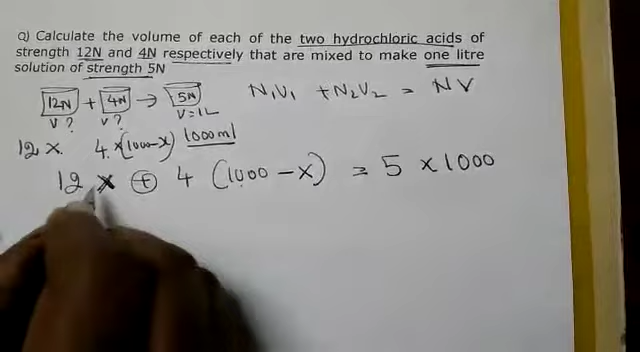 Q) Calculate the volume of each of the two hydrochloric acids of
strength 12N and 4N respectively that are mixed to make one litre
solution of strength 5N
12N + 4N → 5N N₁V₁ + N₂V₂ = NV
V? V? V=1L
12 x 4 x (1000-x) 1000ml
12 x + 4 (1000 - x) = 5 x 1000